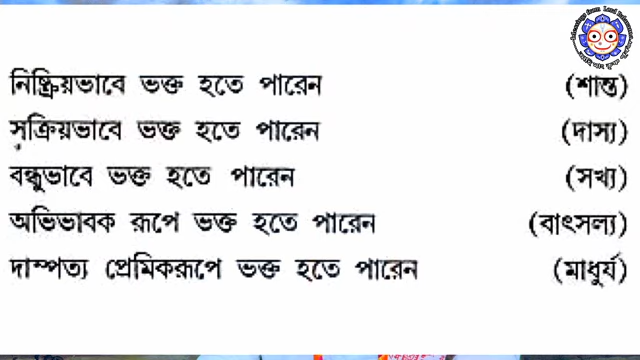 নিষ্ক্রিয়ভাবে ভক্ত হতে পারেন (শান্ত)
সক্রিয়ভাবে ভক্ত হতে পারেন (দাস্য)
বন্ধুভাবে ভক্ত হতে পারেন (সখ্য)
অভিভাবক রূপে ভক্ত হতে পারেন (বাৎসল্য)
দাম্পত্য প্রেমিকরূপে ভক্ত হতে পারেন (মাধুর্য)